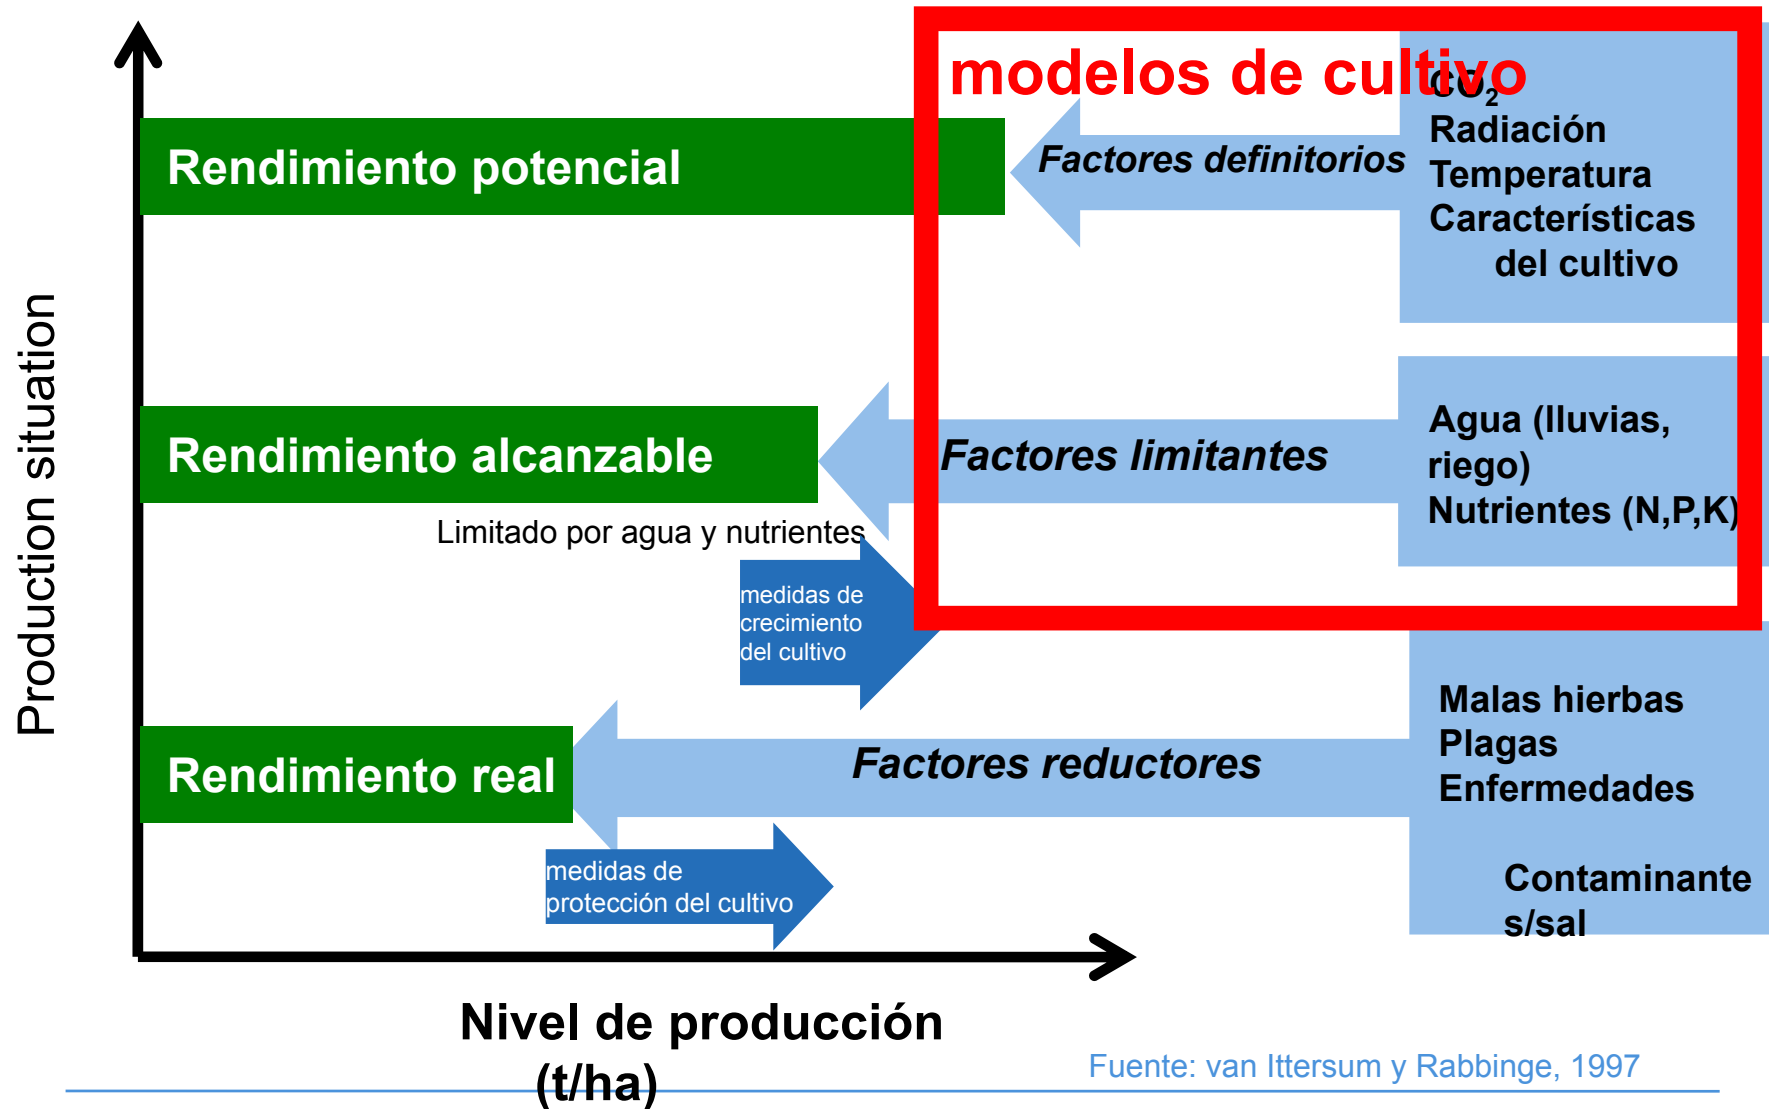 modelos de cultivo
CO₂
Radiación
Temperatura
Características
del cultivo
Rendimiento potencial
Factores definitorios
Production situation
Rendimiento alcanzable
Factores limitantes
Agua (lluvias,
riego)
Nutrientes (N,P,K)
Limitado por agua y nutrientes
medidas de
crecimiento
del cultivo
Rendimiento real
Factores reductores
Malas hierbas
Plagas
Enfermedades
Contaminante
s/sal
medidas de
protección del cultivo
Nivel de producción
(t/ha)
Fuente: van Ittersum y Rabbinge, 1997